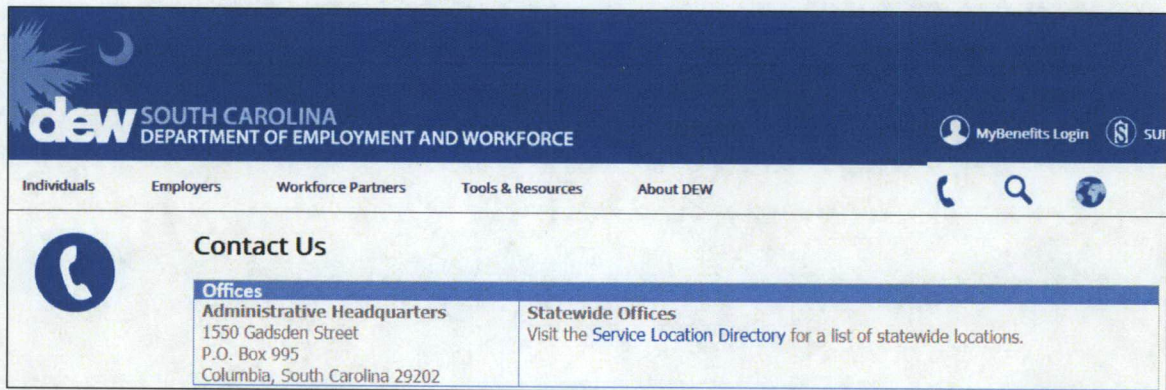 dew SOUTH CAROLINA
DEPARTMENT OF EMPLOYMENT AND WORKFORCE
MyBenefits Login
Individuals Employers Workforce Partners Tools & Resources About DEW
Contact Us
Offices
Administrative Headquarters
1550 Gadsden Street
P.O. Box 995
Columbia, South Carolina 29202
Statewide Offices
Visit the Service Location Directory for a list of statewide locations.